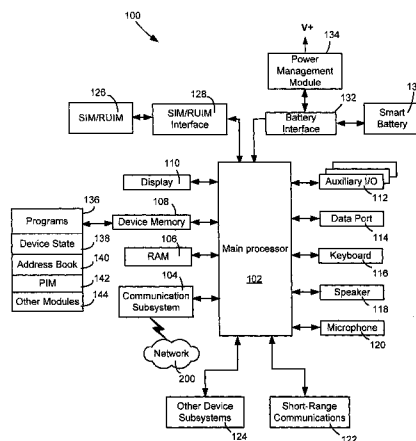 100
V+
134
Power
Management
Module
126
128
132
SIM/RUIM
SIM/RUIM
Interface
Battery
Interface
Smart
Battery
110
Display
Auxiliary I/O
112
136
108
Programs
Device Memory
Data Port
114
Device State
138
106
Main processor
102
Address Book
140
RAM
Keyboard
116
PIM
142
104
Other Modules
144
Communication
Subsystem
Speaker
118
Microphone
120
Network
200
Other Device
Subsystems
124
Short-Range
Communications
122